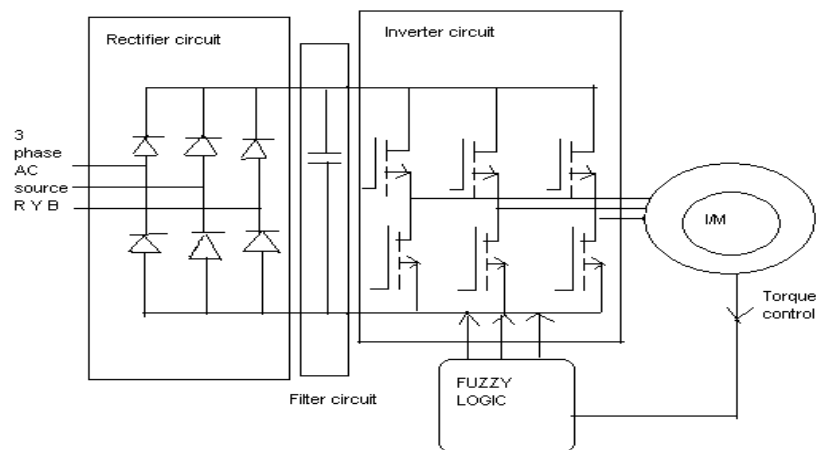 Rectifier circuit
Inverter circuit
3
phase
AC
source
R Y B
I/M
Torque
control
FUZZY
LOGIC
Filter circuit